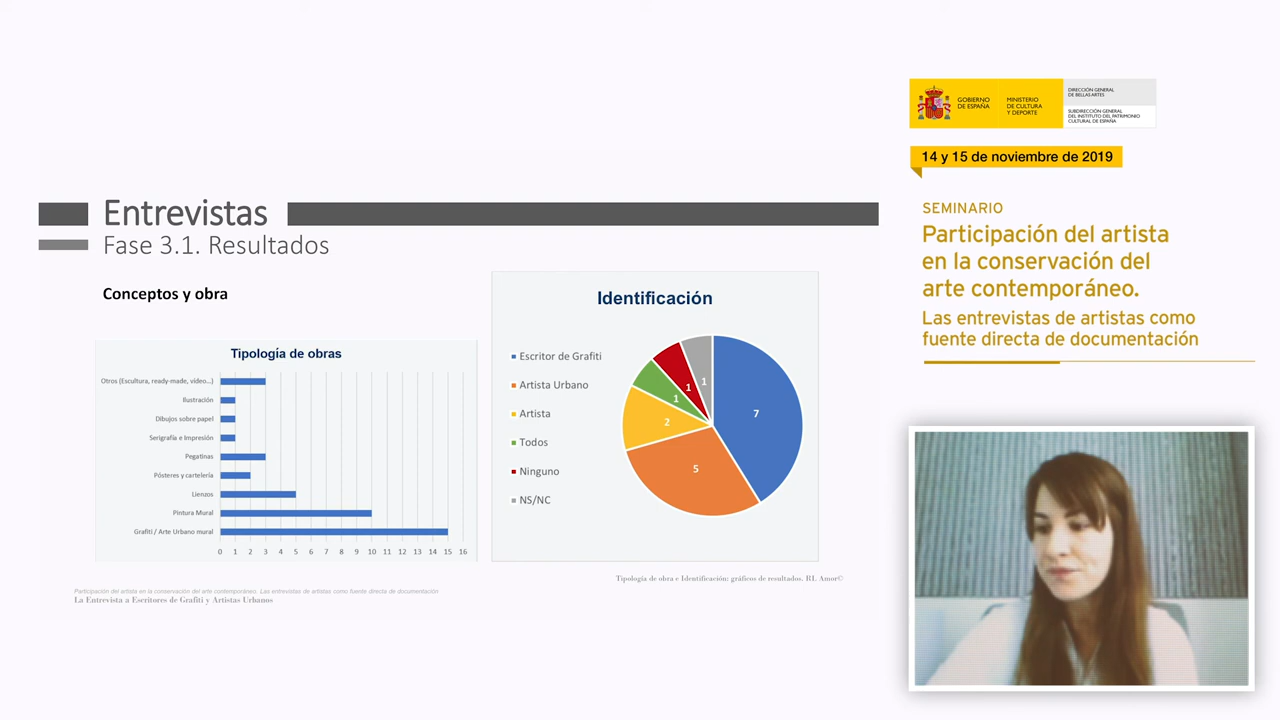 Entrevistas
Fase 3.1. Resultados
Conceptos y obra
Tipología de obras
Otros (Escultura, ready-made, video...)
Ilustración
Dibujos sobre papel
Serigrafía e Impresión
Pegatinas
Pósteres y cartelería
Lienzos
Pintura Mural
Grafiti / Arte Urbano mural
0 1 2 3 4 5 6 7 8 9 10 11 12 13 14 15 16
Identificación
Escritor de Grafiti
Artista Urbano
Artista
Todos
Ninguno
NS/NC
7
5
2
1
1
1
Tipología de obra e Identificación: gráficos de resultados. RL Amor©
Participación del artista en la conservación del arte contemporáneo. Las entrevistas de artistas como fuente directa de documentación
La Entrevista a Escritores de Grafiti y Artistas Urbanos
GOBIERNO
DE ESPAÑA
MINISTERIO
DE CULTURA
Y DEPORTE
DIRECCIÓN GENERAL
DE BELLAS ARTES
SUBDIRECCIÓN GENERAL
DEL INSTITUTO DEL PATRIMONIO
CULTURAL DE ESPAÑA
14 y 15 de noviembre de 2019
SEMINARIO
Participación del artista
en la conservación del
arte contemporáneo.
Las entrevistas de artistas como
fuente directa de documentación